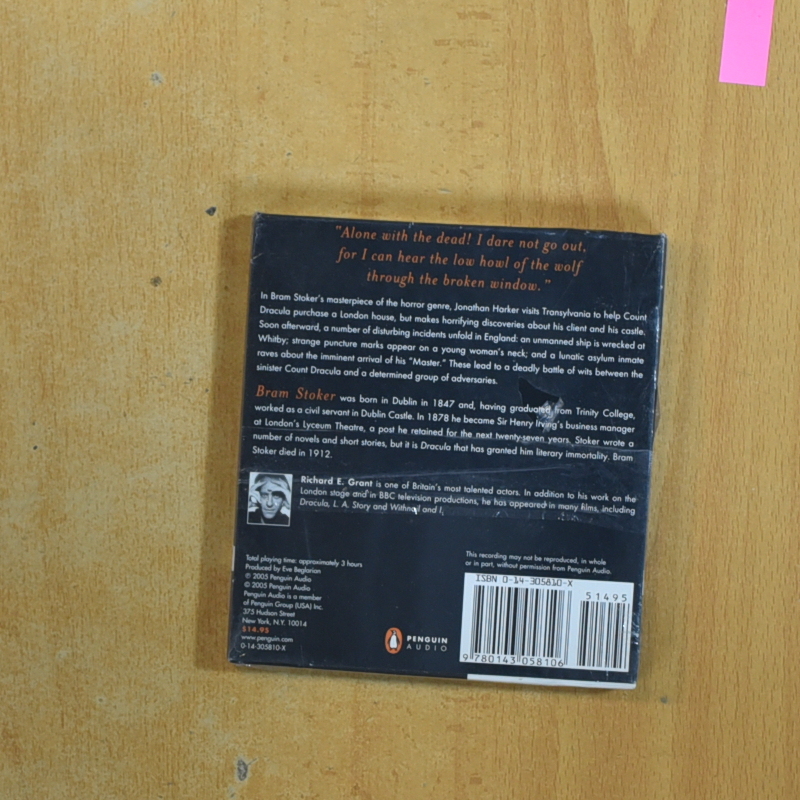 "Alone with the dead! I dare not go out,
for I can hear the low howl of the wolf
through the broken window."
In Bram Stoker's masterpiece of the horror genre, Jonathan Harker visits Transylvania to help Count
Dracula purchase a London house, but makes horrifying discoveries about his client and his castle.
Soon afterward, a number of disturbing incidents unfold in England: an unmanned ship is wrecked at
Whitby; strange puncture marks appear on a young woman's neck; and a lunatic asylum inmate
raves about the imminent arrival of his "Master." These lead to a deadly battle of wits between the
sinister Count Dracula and a determined group of adversaries.
Bram Stoker was born in Dublin in 1847 and, having graduated from Trinity College,
worked as a civil servant in Dublin Castle. In 1878 he became Sir Henry Irving's business manager
at London's Lyceum Theatre, a post he retained for the next twenty-seven years. Stoker wrote a
number of novels and short stories, but it is Dracula that has granted him literary immortality. Bram
Stoker died in 1912.
Richard E. Grant is one of Britain's most talented actors. In addition to his work on the
London stage and in BBC television productions, he has appeared in many films, including
Dracula, L. A. Story and Withnail and I.
Total playing time: approximately 3 hours
Produced by Eve Beglarian
℗ 2005 Penguin Audio
© 2005 Penguin Audio
Penguin Audio is a member
of Penguin Group (USA) Inc.
375 Hudson Street
New York, N.Y. 10014
$14.95
www.penguin.com
0-14-305810-X
PENGUIN
AUDIO
This recording may not be reproduced, in whole
or in part, without permission from Penguin Audio.
ISBN 0-14-305810-X
51495
9 780143 058106